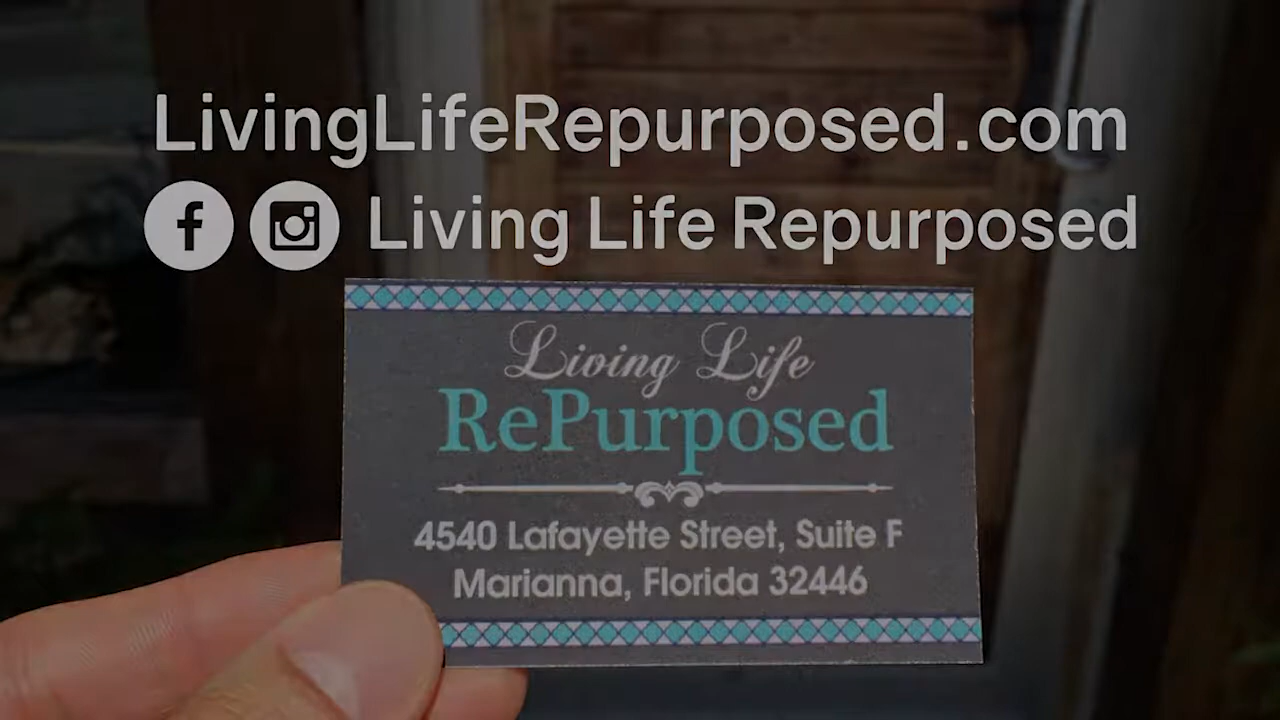 LivingLifeRepurposed.com
Living Life Repurposed
Living Life
RePurposed
4540 Lafayette Street, Suite F
Marianna, Florida 32446